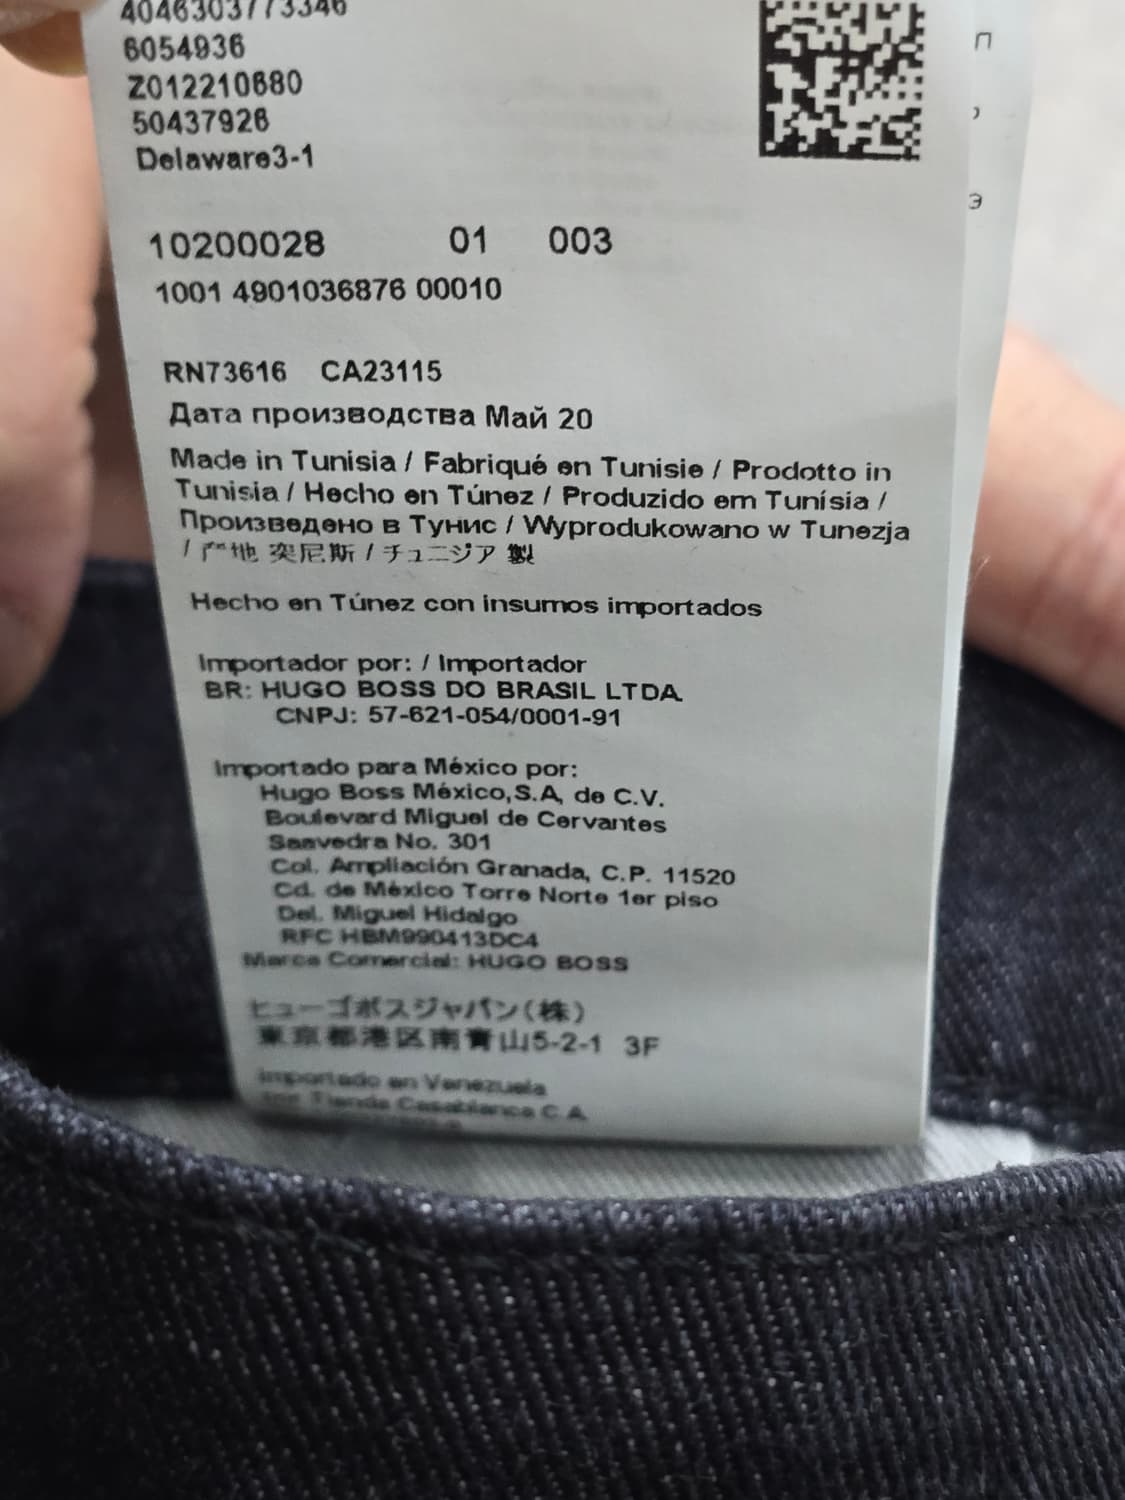 4046303773346
6054936
Z012210680
50437926
Delaware3-1
10200028 01 003
1001 4901036876 00010
RN73616 CA23115
Дата производства Май 20
Made in Tunisia / Fabriqué en Tunisie / Prodotto in
Tunisia / Hecho en Túnez / Produzido em Tunísia /
Произведено в Тунис / Wyprodukowano w Tunezja
/ 产地 突尼斯 / チュニジア 製
Hecho en Túnez con insumos importados
Importador por: / Importador
BR: HUGO BOSS DO BRASIL LTDA
CNPJ: 57-621-054/0001-91
Importado para México por:
Hugo Boss México,S.A, de C.V.
Boulevard Miguel de Cervantes
Saavedra No. 301
Col. Ampliación Granada, C.P. 11520
Cd. de México Torre Norte 1er piso
Del. Miguel Hidalgo
RFC HBM990413DC4
Marca Comercial: HUGO BOSS
ヒューゴボスジャパン(株)
東京都港区南青山5-2-1 3F
Importado en Venezuela
por Tienda Casablanca C.A.
п
э